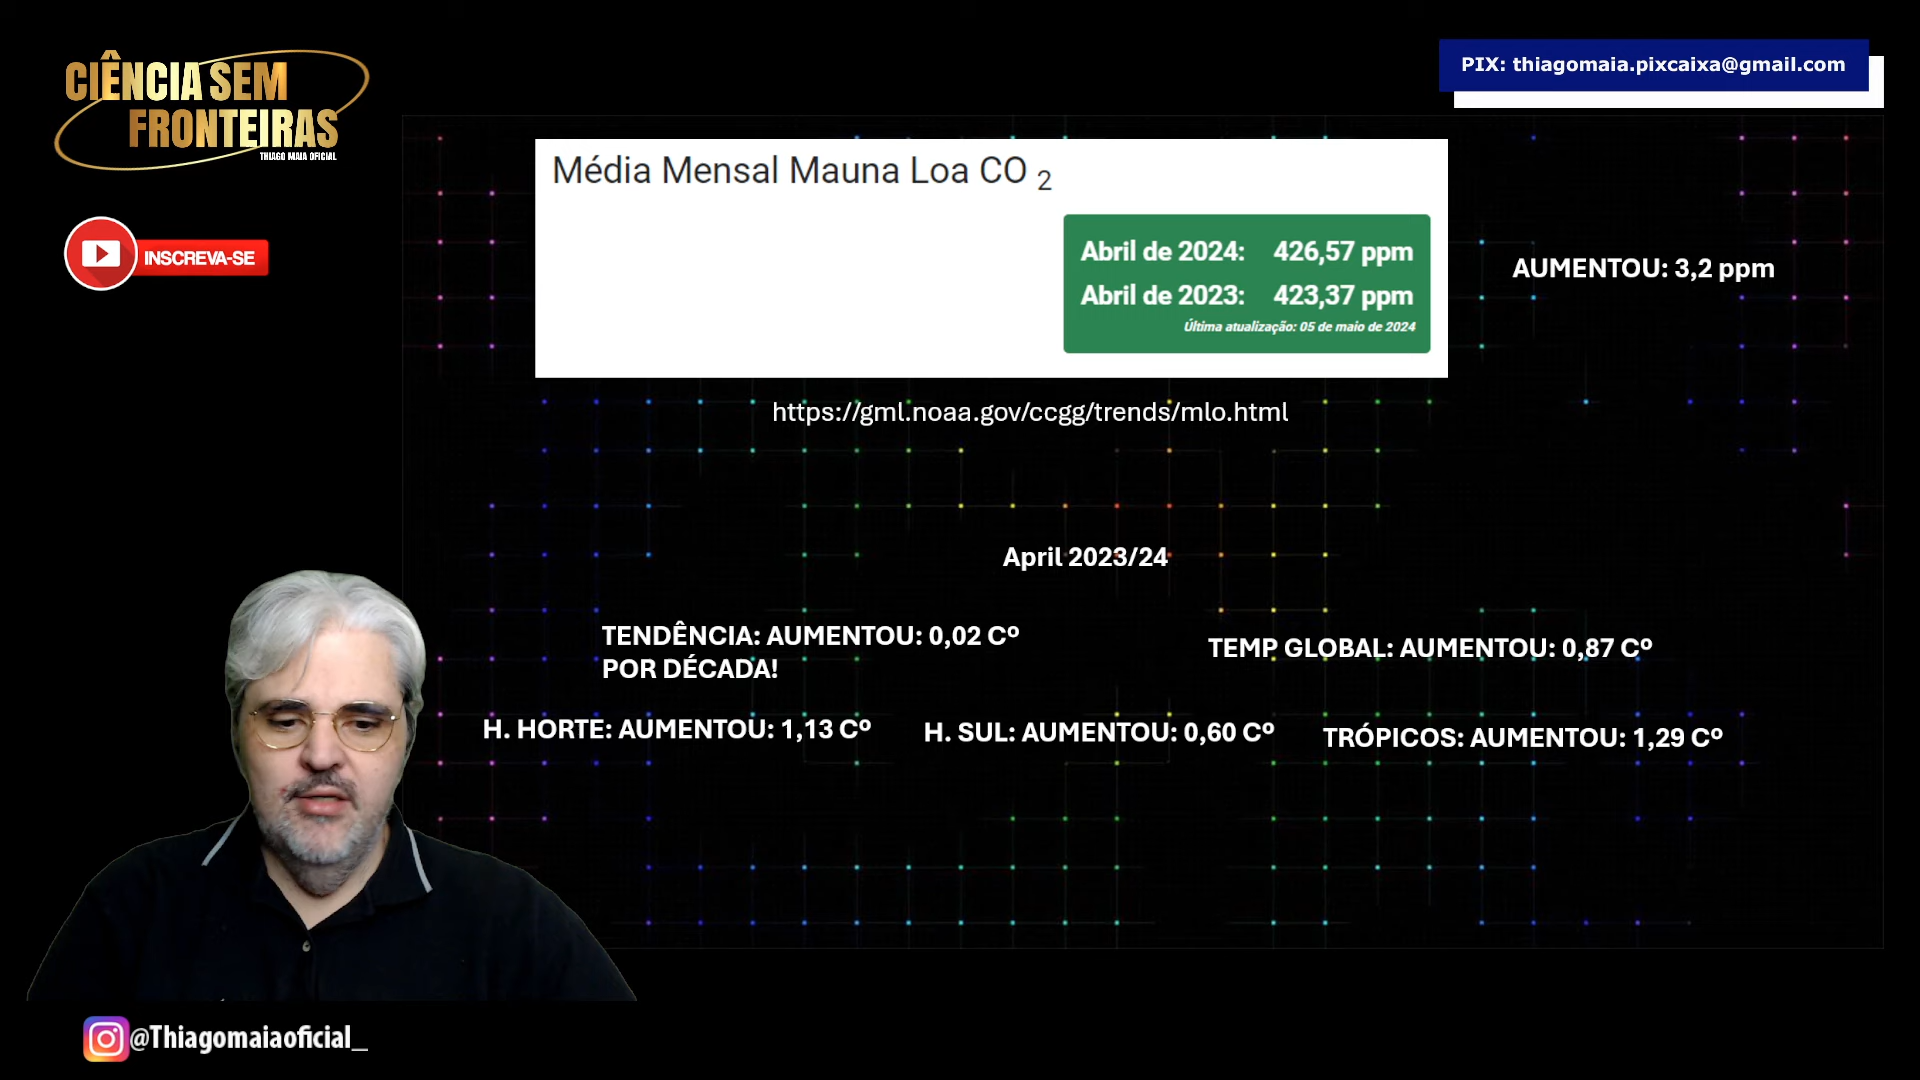 CIÊNCIA SEM
FRONTEIRAS
THIAGO MAIA OFICIAL
PIX: thiagomaia.pixcaixa@gmail.com
INSCREVA-SE
Média Mensal Mauna Loa CO 2
Abril de 2024: 426,57 ppm
Abril de 2023: 423,37 ppm
Última atualização: 05 de maio de 2024
AUMENTOU: 3,2 ppm
https://gml.noaa.gov/ccgg/trends/mlo.html
April 2023/24
TENDÊNCIA: AUMENTOU: 0,02 Cº
POR DÉCADA!
TEMP GLOBAL: AUMENTOU: 0,87 Cº
H. HORTE: AUMENTOU: 1,13 Cº
H. SUL: AUMENTOU: 0,60 Cº
TRÓPICOS: AUMENTOU: 1,29 Cº
@Thiagomaiaoficial_